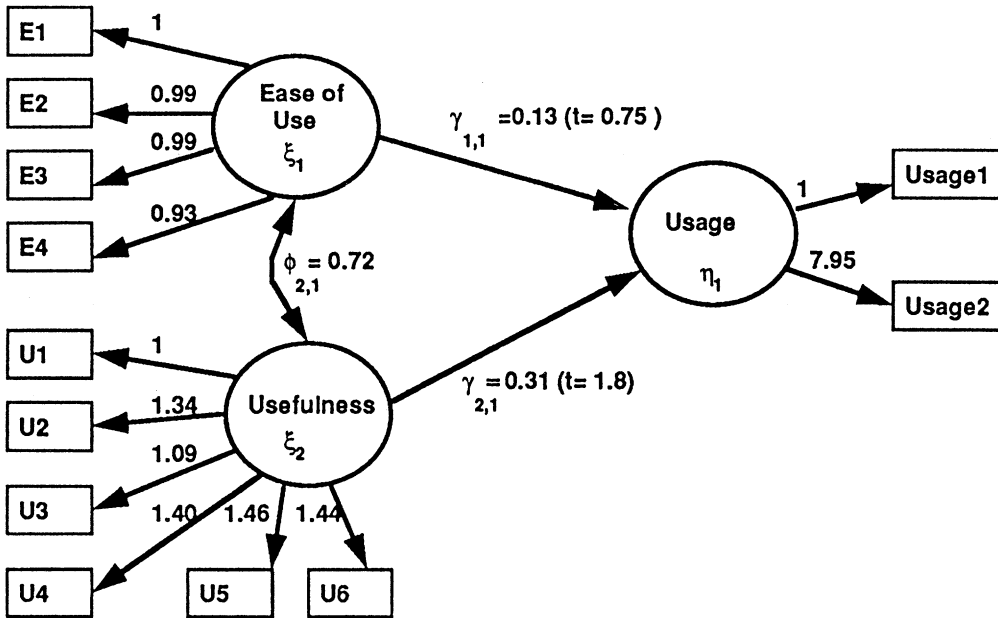 E1
1
E2
0.99
E3
0.99
E4
0.93
Ease of
Use
ξ1
γ1,1 =0.13 (t= 0.75 )
ϕ2,1 = 0.72
Usage
η1
1
Usage1
7.95
Usage2
U1
1
U2
1.34
U3
1.09
U4
1.40
1.46
1.44
U5
U6
Usefulness
ξ2
γ2,1 =0.31 (t= 1.8)